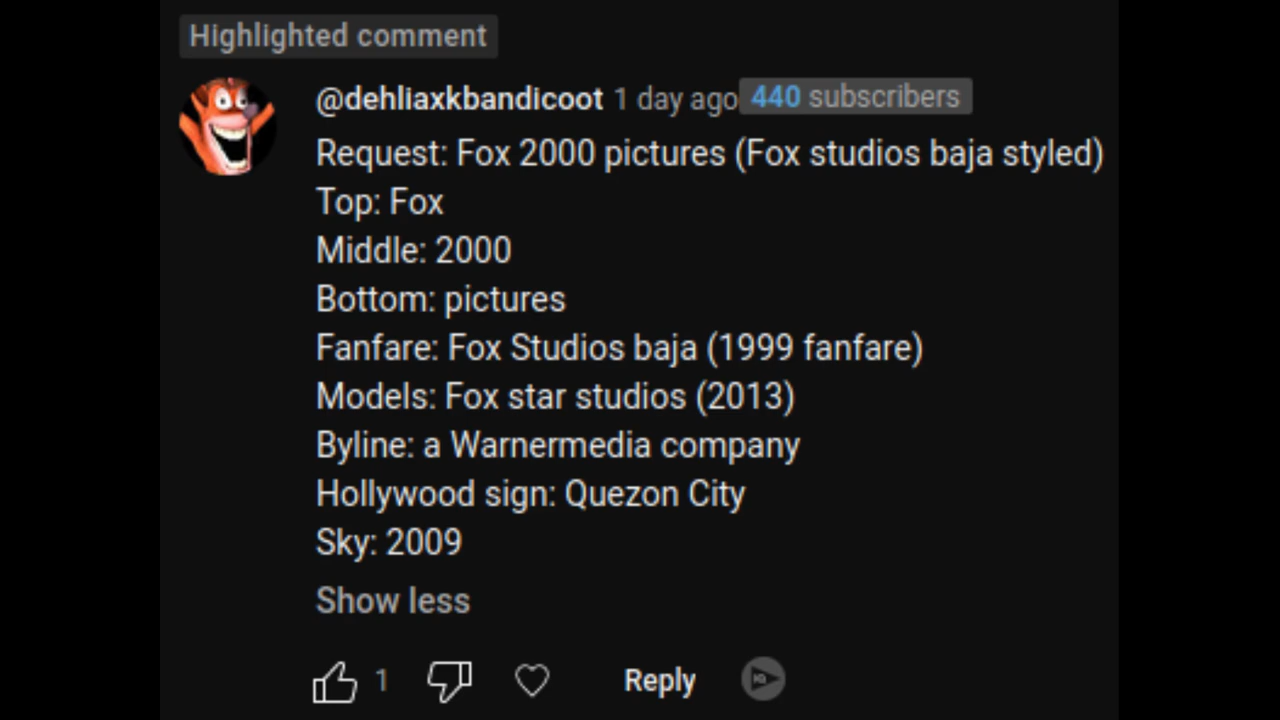 Highlighted comment
@dehliaxkbandicoot 1 day ago 440 subscribers
Request: Fox 2000 pictures (Fox studios baja styled)
Top: Fox
Middle: 2000
Bottom: pictures
Fanfare: Fox Studios baja (1999 fanfare)
Models: Fox star studios (2013)
Byline: a Warnermedia company
Hollywood sign: Quezon City
Sky: 2009
Show less
1 Reply